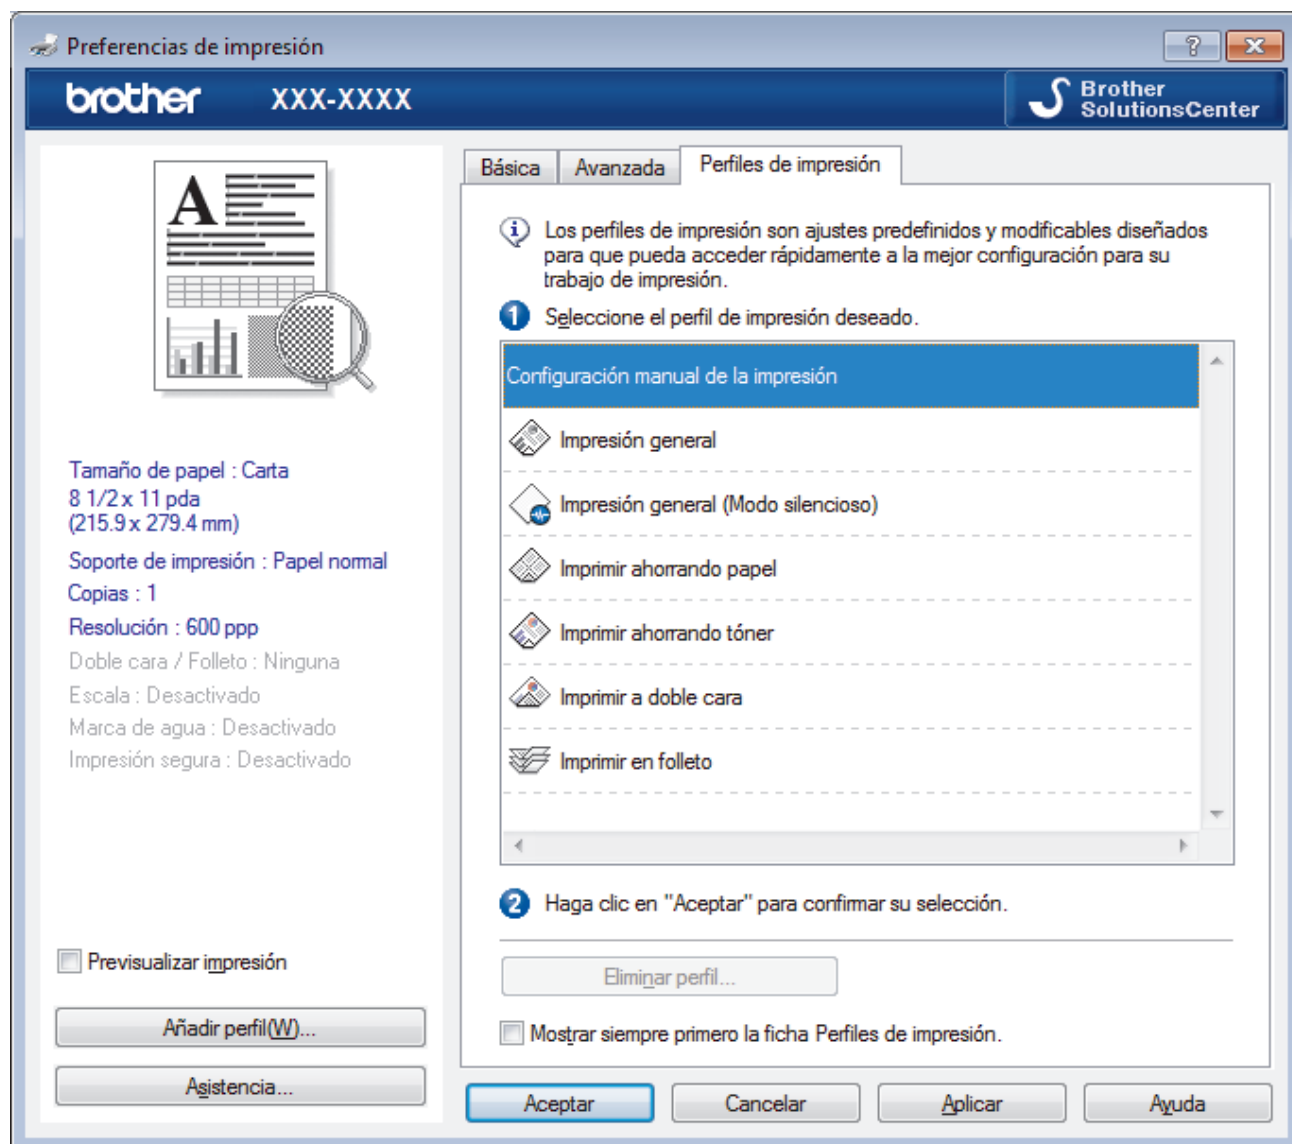 Preferencias de impresión
brother XXX-XXXX
Brother
SolutionsCenter
A
Tamaño de papel : Carta
8 1/2 x 11 pda
(215.9 x 279.4 mm)
Soporte de impresión : Papel normal
Copias : 1
Resolución : 600 ppp
Doble cara / Folleto : Ninguna
Escala : Desactivado
Marca de agua : Desactivado
Impresión segura : Desactivado
Previsualizar impresión
Añadir perfil(W)...
Asistencia...
Básica
Avanzada
Perfiles de impresión
Los perfiles de impresión son ajustes predefinidos y modificables diseñados
para que pueda acceder rápidamente a la mejor configuración para su
trabajo de impresión.
1 Seleccione el perfil de impresión deseado.
Configuración manual de la impresión
Impresión general
Impresión general (Modo silencioso)
Imprimir ahorrando papel
Imprimir ahorrando tóner
Imprimir a doble cara
Imprimir en folleto
2 Haga clic en "Aceptar" para confirmar su selección.
Eliminar perfil...
Mostrar siempre primero la ficha Perfiles de impresión.
Aceptar
Cancelar
Aplicar
Ayuda